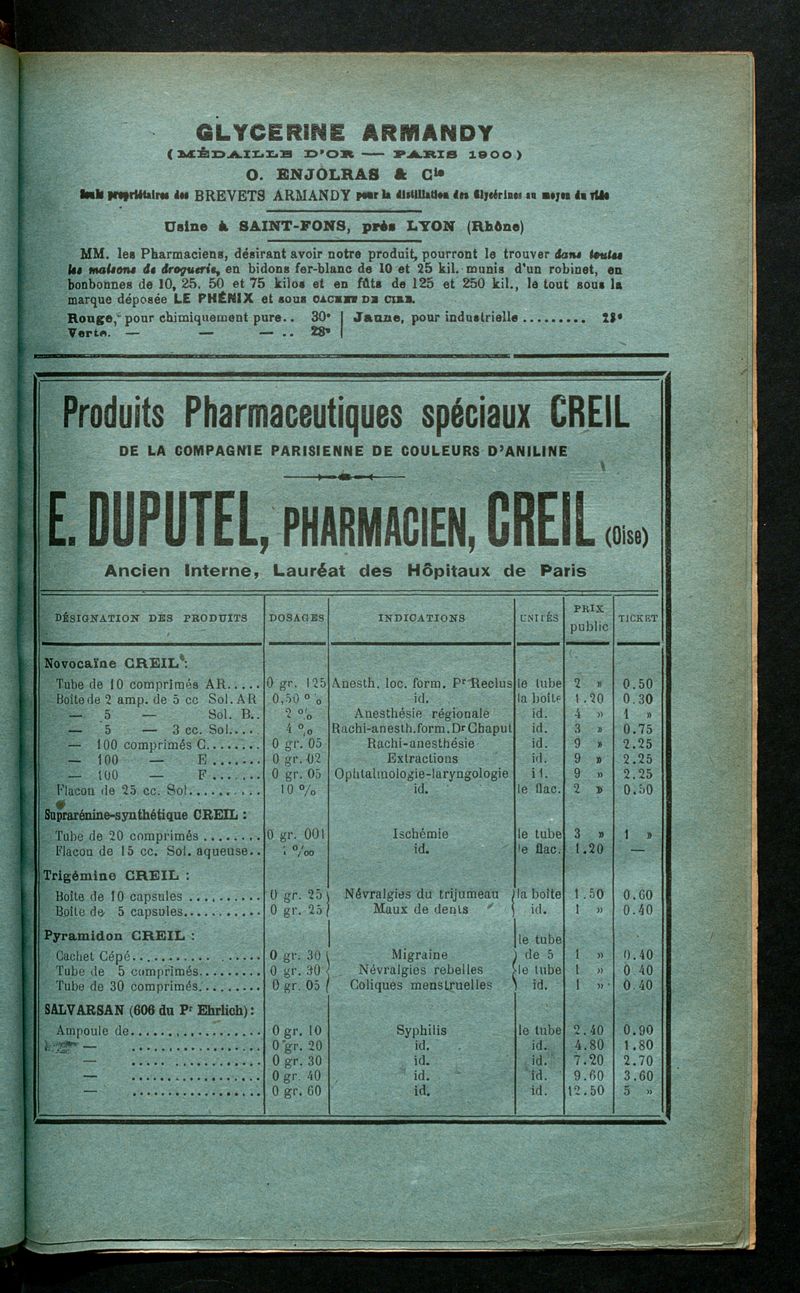 GLYCERINE ARMANDY
(MÉDAILLE D'OR — PARIS 1900)
O. ENJOLRAS & Cie
Seuls propriétaires des BREVETS ARMANDY pour la distillation des Glycérines au moyen du vide
Usine à SAINT-FONS, près LYON (Rhône)
MM. les Pharmaciens, désirant avoir notre produit, pourront le trouver dans toutes
les maisons de droguerie, en bidons fer-blanc de 10 et 25 kil. munis d'un robinet, en
bonbonnes de 10, 25, 50 et 75 kilos et en fûts de 125 et 250 kil., le tout sous la
marque déposée LE PHÉNIX et sous CACHET DE CIRE.
Rouge, pour chimiquement pure.. 30° | Jaune, pour industrielle ......... 28°
Verte. — — — .. 28° |
Produits Pharmaceutiques spéciaux CREIL
DE LA COMPAGNIE PARISIENNE DE COULEURS D'ANILINE
E. DUPUTEL, PHARMACIEN, CREIL (Oise)
Ancien Interne, Lauréat des Hôpitaux de Paris
DÉSIGNATION DES PRODUITS DOSAGES INDICATIONS UNITÉS PRIX public TICKET
Novocaïne CREIL :
Tube de 10 comprimés AR..... 0 gr. 125 Anesth. loc. form. Pr Reclus le tube 2 » 0.50
Boîte de 2 amp. de 5 cc Sol. AR 0,50 % id. la boîte 1.20 0.30
— 5 — Sol. B.. 2 % Anesthésie régionale id. 4 » 1 »
— 5 — 3 cc. Sol.... 4 % Rachi-anesth. form. Dr Chaput id. 3 » 0.75
— 100 comprimés C........ 0 gr. 05 Rachi-anesthésie id. 9 » 2.25
— 100 — E ....... 0 gr. 02 Extractions id. 9 » 2.25
— 100 — F ....... 0 gr. 05 Ophtalmologie-laryngologie id. 9 » 2.25
Flacon de 25 cc. Sol.......... 10 % id. le flac. 2 » 0.50
Suprarénine-synthétique CREIL :
Tube de 20 comprimés ........ 0 gr. 001 Ischémie le tube 3 » 1 »
Flacon de 15 cc. Sol. aqueuse.. 1 ‰ id. le flac. 1.20 —
Trigémine CREIL :
Boîte de 10 capsules .......... 0 gr. 25 Névralgies du trijumeau la boîte 1.50 0.60
Boîte de 5 capsules........... 0 gr. 25 Maux de dents id. 1 » 0.40
Pyramidon CREIL :
le tube
Cachet Cépé................. 0 gr. 30 Migraine de 5 1 » 0.40
Tube de 5 comprimés......... 0 gr. 30 Névralgies rebelles le tube 1 » 0 40
Tube de 30 comprimés......... 0 gr. 05 Coliques menstruelles id. 1 » 0.40
SALVARSAN (606 du Pr Ehrlich) :
Ampoule de.................. 0 gr. 10 Syphilis le tube 2.40 0.90
— .................. 0 gr. 20 id. id. 4.80 1.80
— .................. 0 gr. 30 id. id. 7.20 2.70
— .................. 0 gr. 40 id. id. 9.60 3.60
— .................. 0 gr. 60 id. id. 12.50 5 »